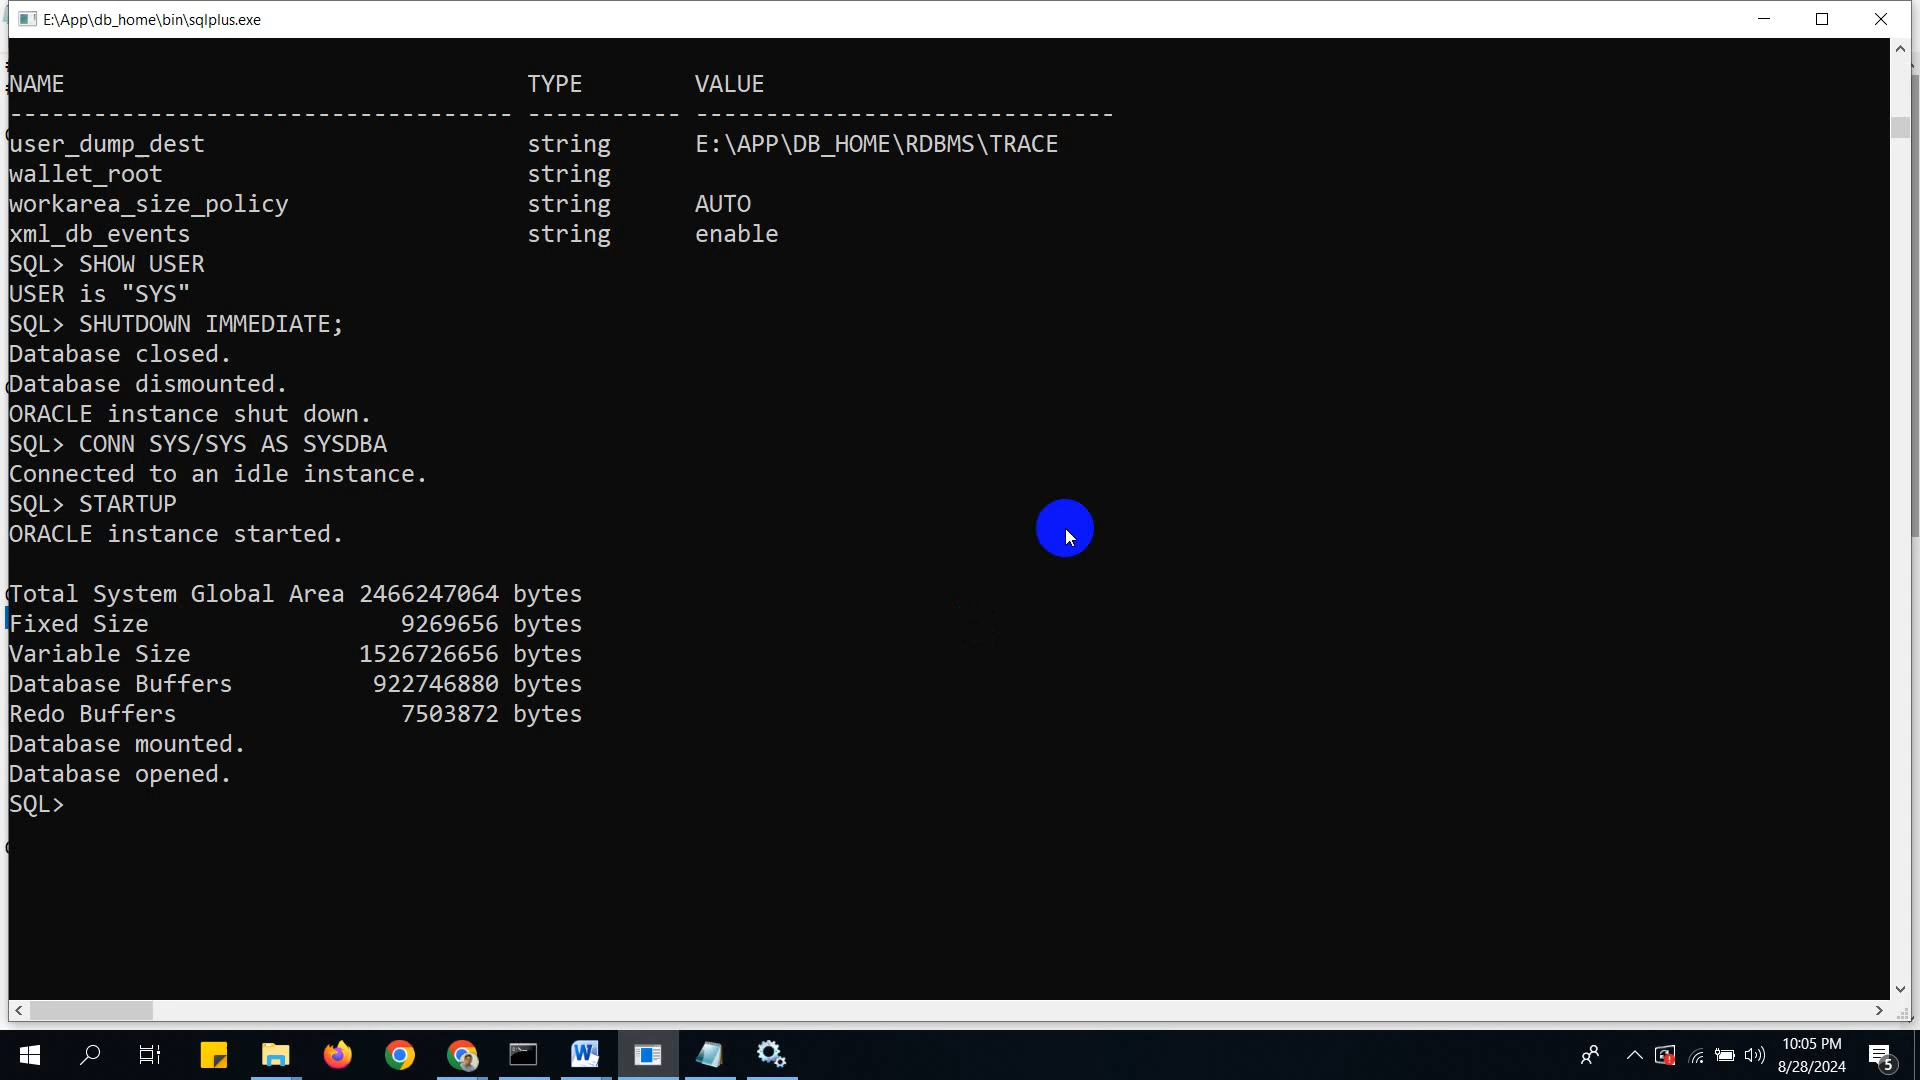 E:\App\db_home\bin\sqlplus.exe
NAME TYPE VALUE
------------------------------------ ----------- ------------------------------
user_dump_dest string E:\APP\DB_HOME\RDBMS\TRACE
wallet_root string
workarea_size_policy string AUTO
xml_db_events string enable
SQL> SHOW USER
USER is "SYS"
SQL> SHUTDOWN IMMEDIATE;
Database closed.
Database dismounted.
ORACLE instance shut down.
SQL> CONN SYS/SYS AS SYSDBA
Connected to an idle instance.
SQL> STARTUP
ORACLE instance started.
Total System Global Area 2466247064 bytes
Fixed Size 9269656 bytes
Variable Size 1526726656 bytes
Database Buffers 922746880 bytes
Redo Buffers 7503872 bytes
Database mounted.
Database opened.
SQL>
10:05 PM
8/28/2024
5